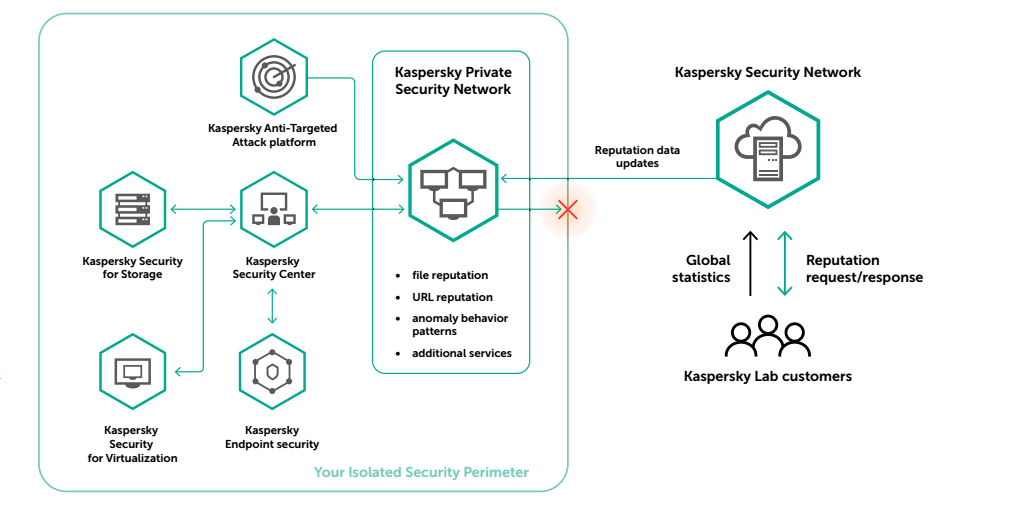 Kaspersky Private
Security Network
Kaspersky Security Network
Kaspersky Anti-Targeted
Attack platform
Reputation data
updates
Kaspersky Security
for Storage
Kaspersky
Security Center
• file reputation
• URL reputation
• anomaly behavior
patterns
• additional services
Global
statistics
Reputation
request/response
Kaspersky Lab customers
Kaspersky
Security
for Virtualization
Kaspersky
Endpoint security
Your Isolated Security Perimeter